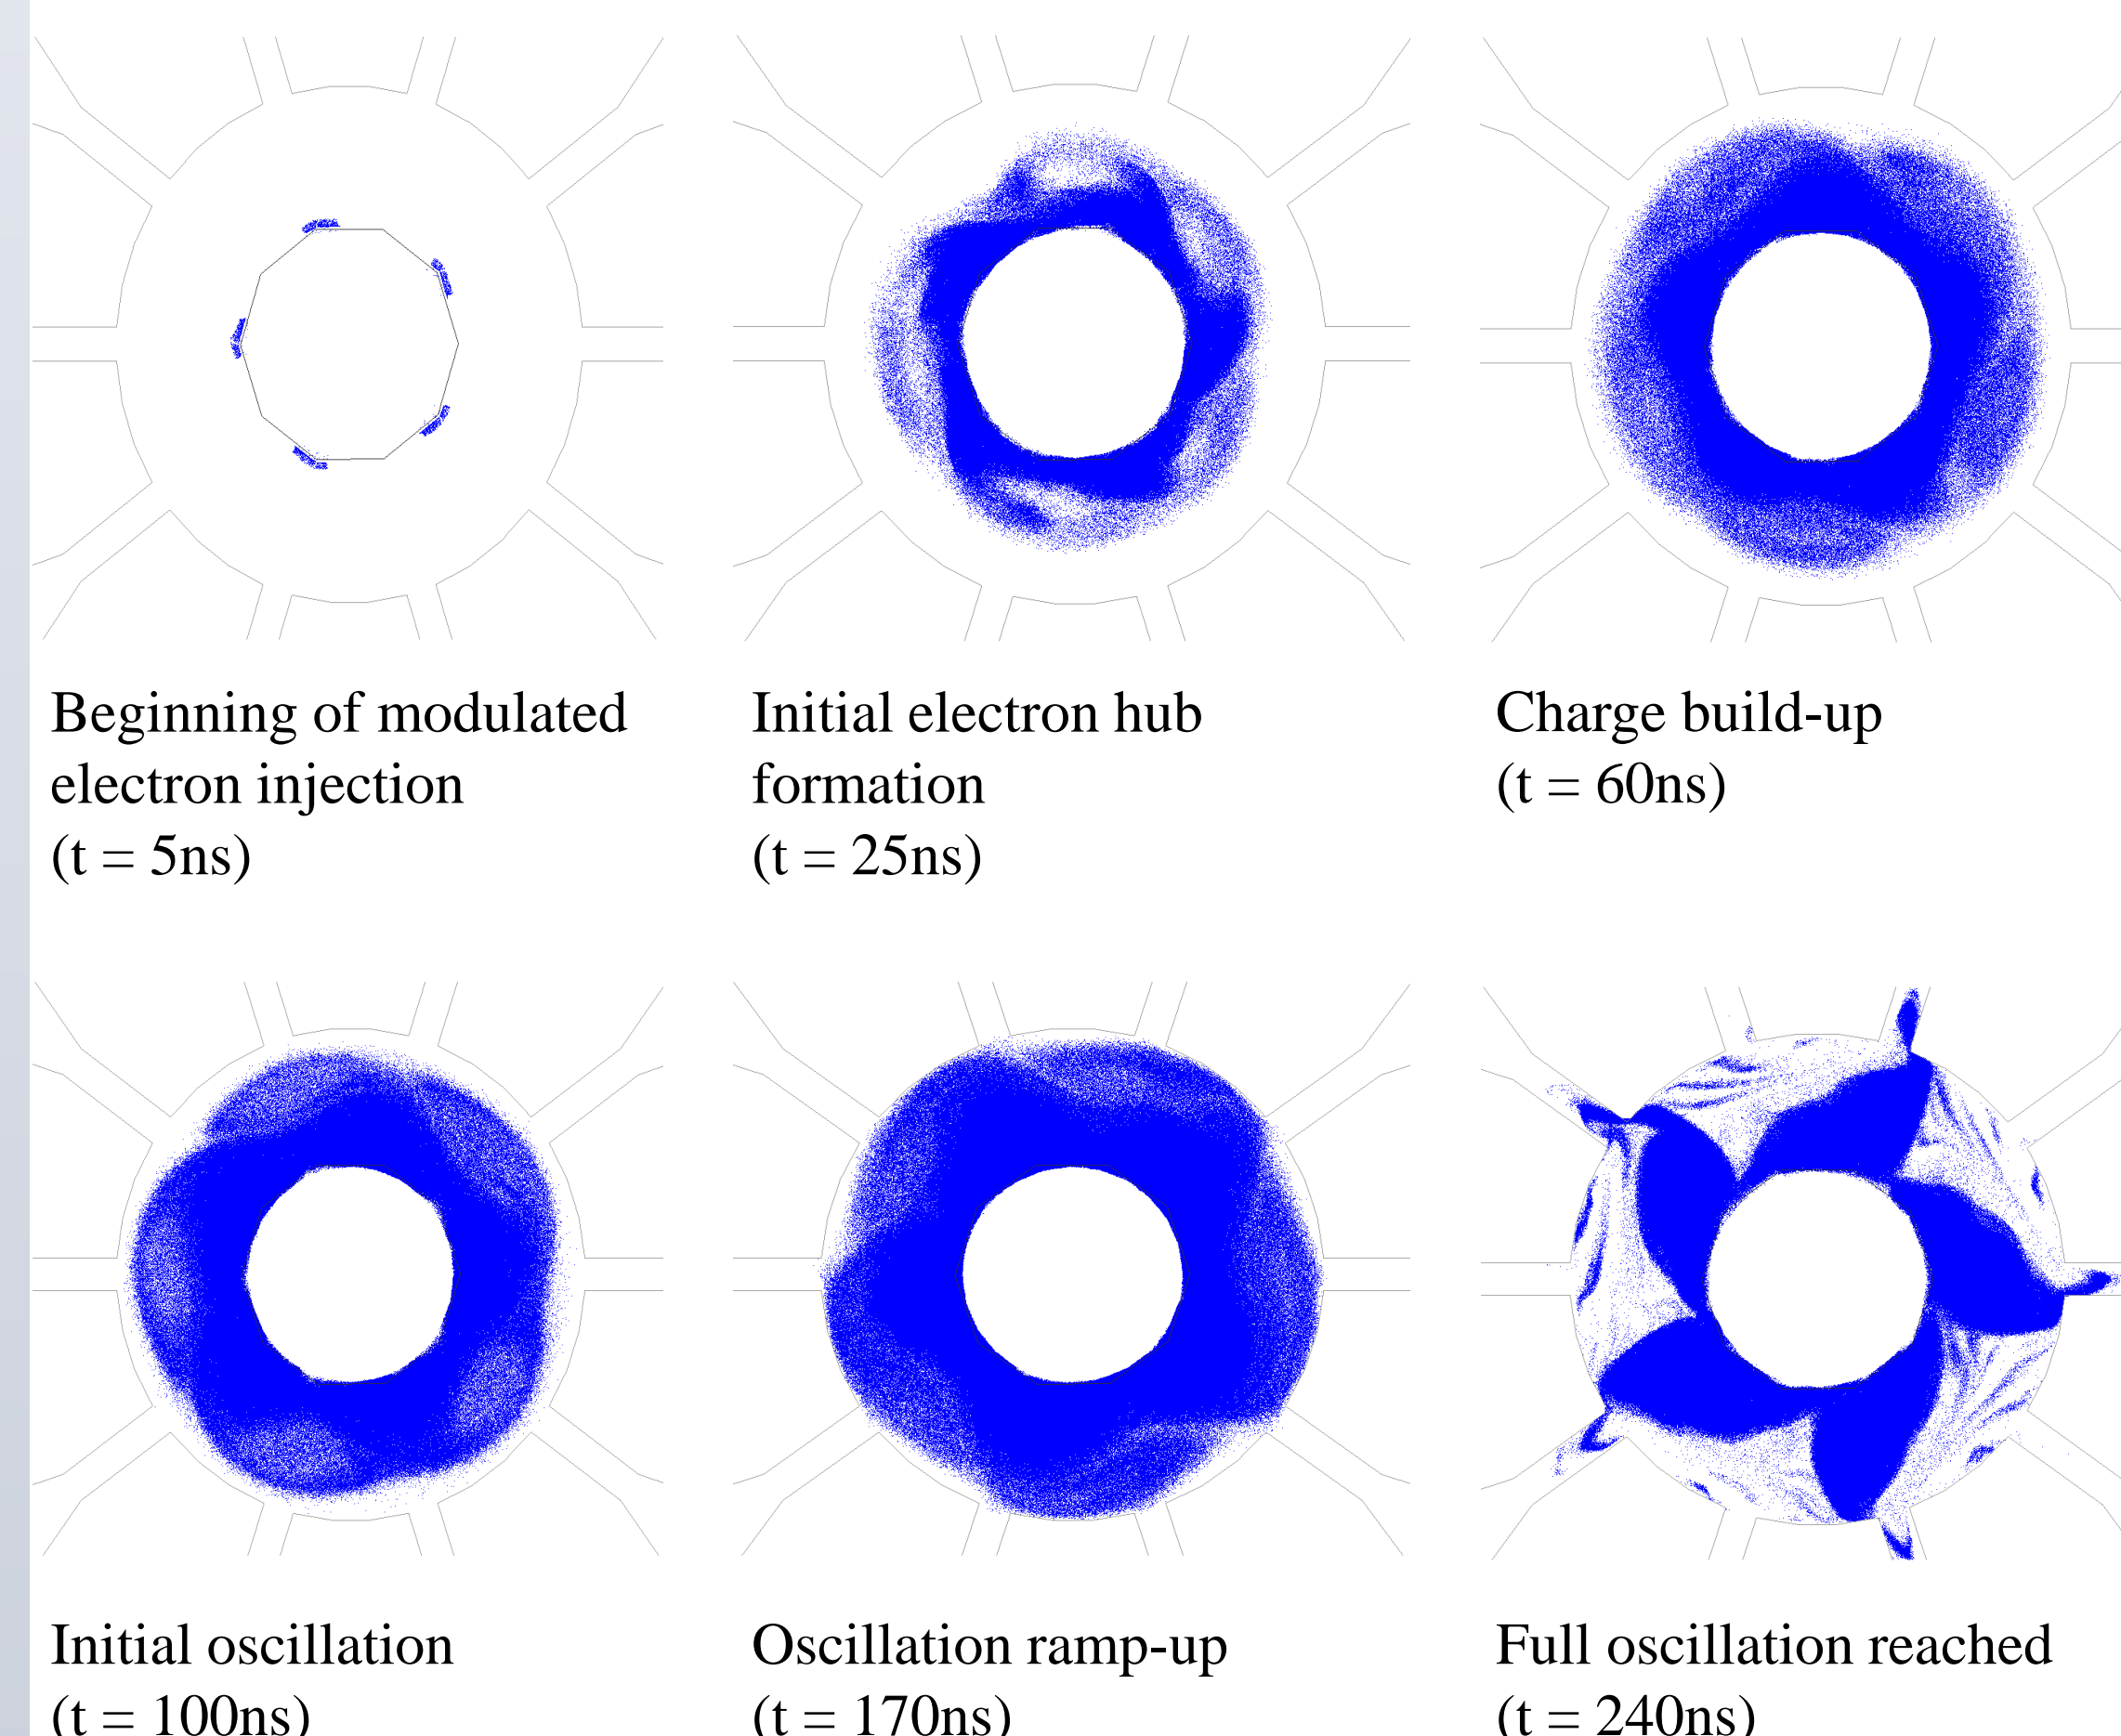 Beginning of modulated
electron injection
(t = 5ns)
Initial electron hub
formation
(t = 25ns)
Charge build-up
(t = 60ns)
Initial oscillation
(t = 100ns)
Oscillation ramp-up
(t = 170ns)
Full oscillation reached
(t = 240ns)